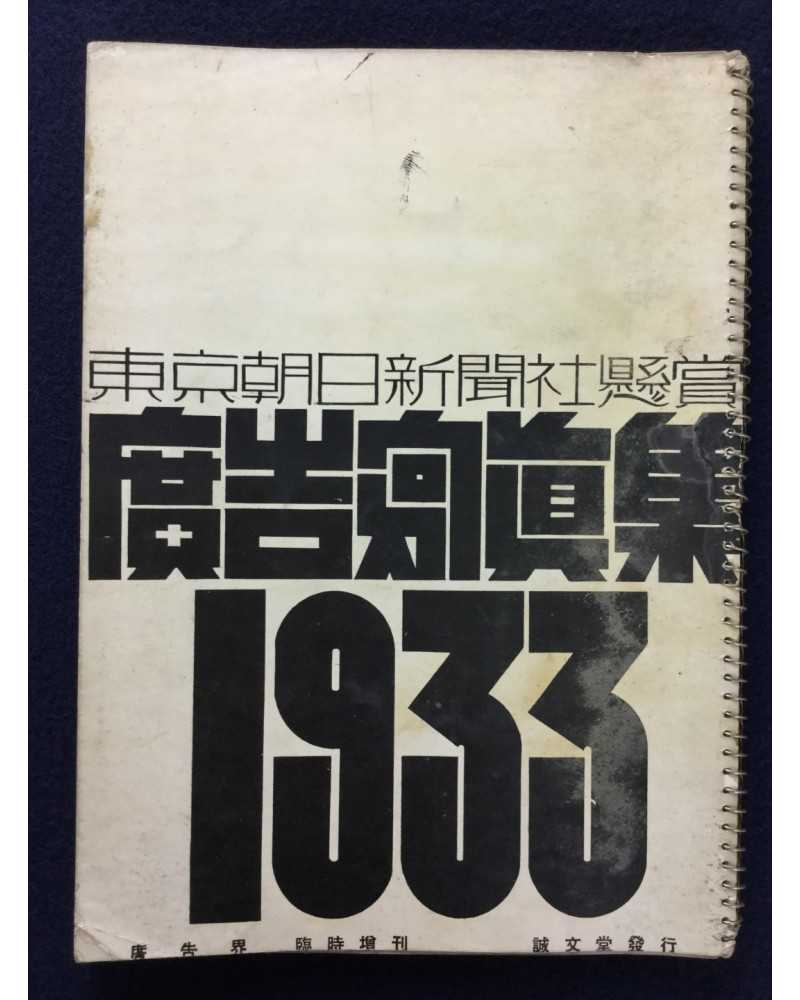 東京朝日新聞社懸賞
廣告寫眞集
1933
廣告界 臨時增刊 誠文堂發行